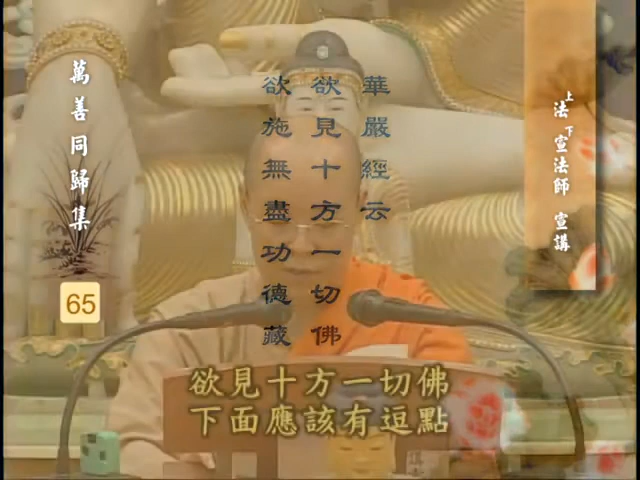 上法下宣法師 宣講
華嚴經云
欲見十方一切佛
欲施無盡功德藏
萬善同歸集
65
欲見十方一切佛
下面應該有逗點